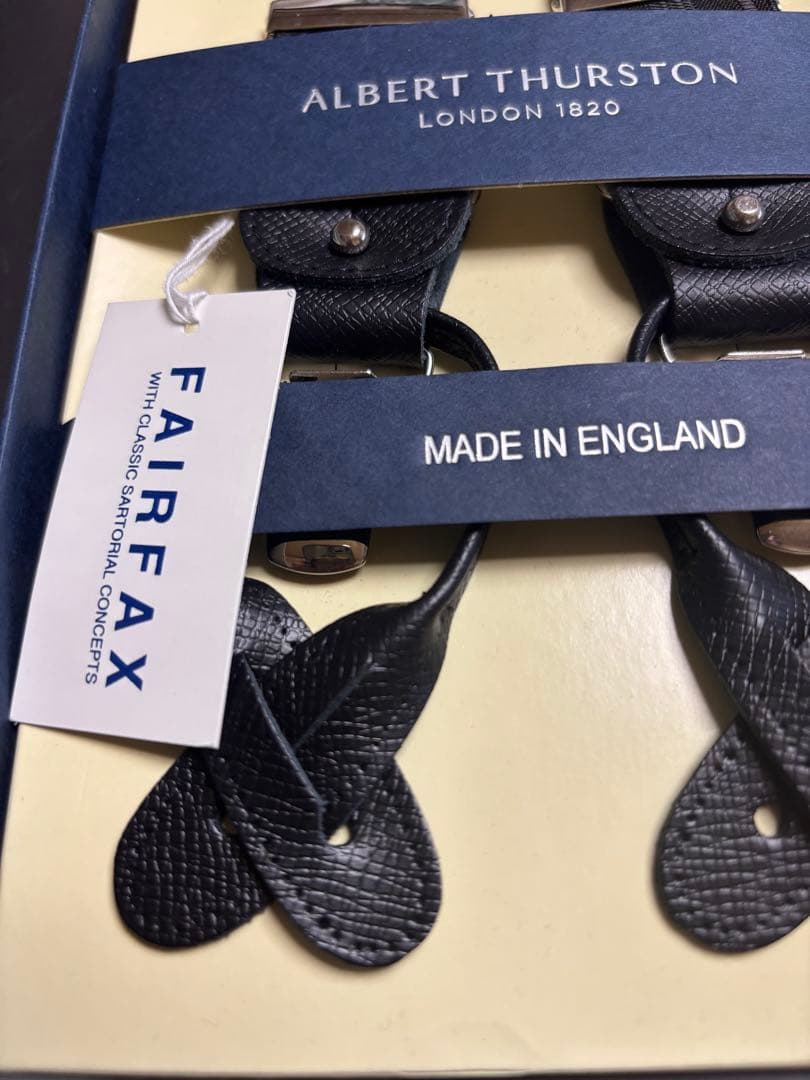 ALBERT THURSTON
LONDON 1820
MADE IN ENGLAND
FAIRFAX
WITH CLASSIC SARTORIAL CONCEPTS